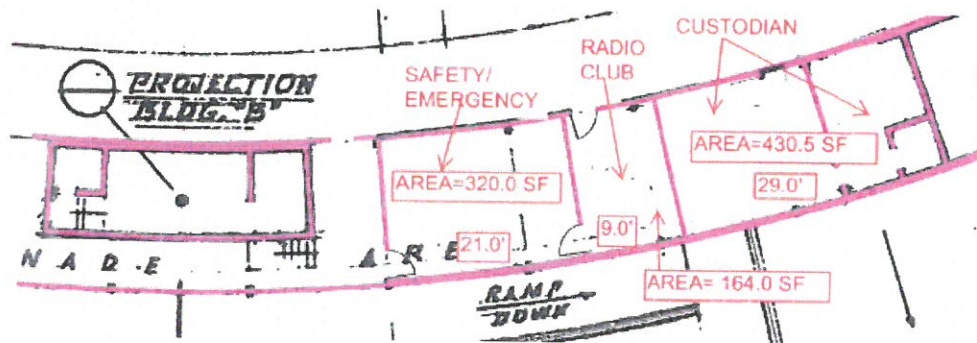 PROJECTION
BLDG. "B"
SAFETY/
EMERGENCY
RADIO
CLUB
CUSTODIAN
AREA=320.0 SF
AREA=430.5 SF
29.0'
21.0'
9.0'
AREA= 164.0 SF
N A D E
A R E
RAMP
DOWN